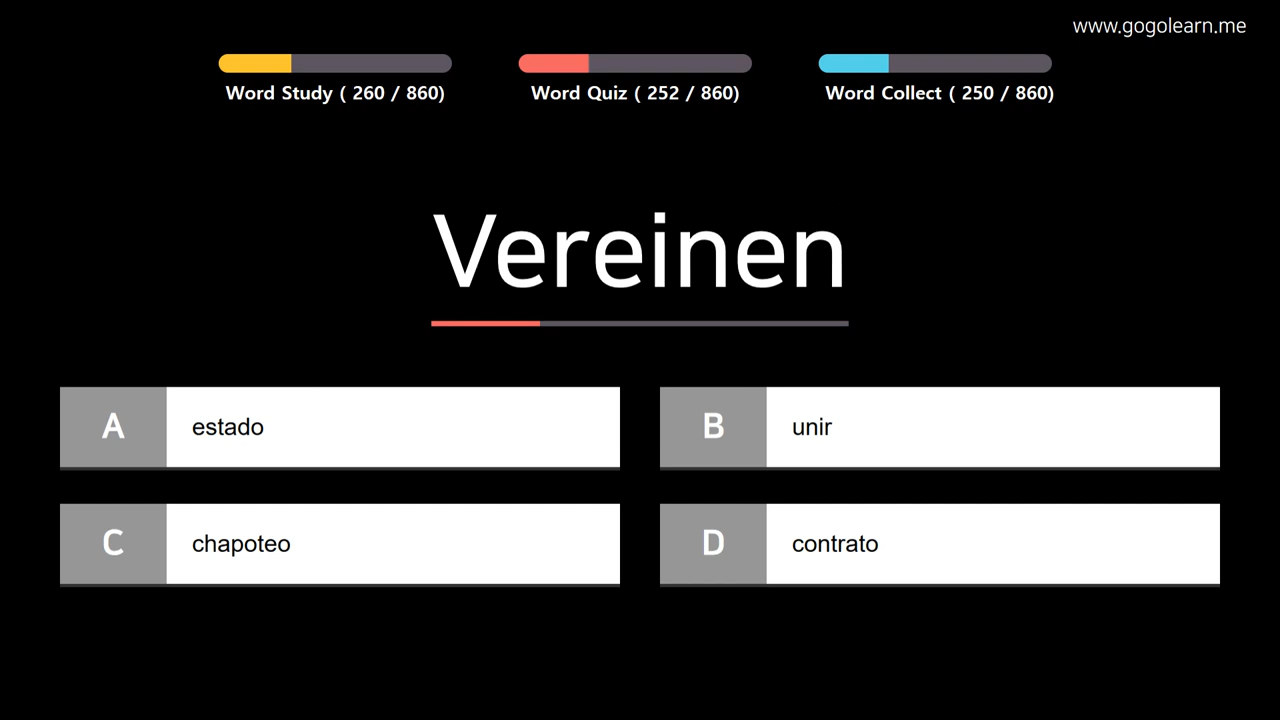 www.gogolearn.me
Word Study ( 260 / 860)
Word Quiz ( 252 / 860)
Word Collect ( 250 / 860)
Vereinen
A estado
B unir
C chapoteo
D contrato